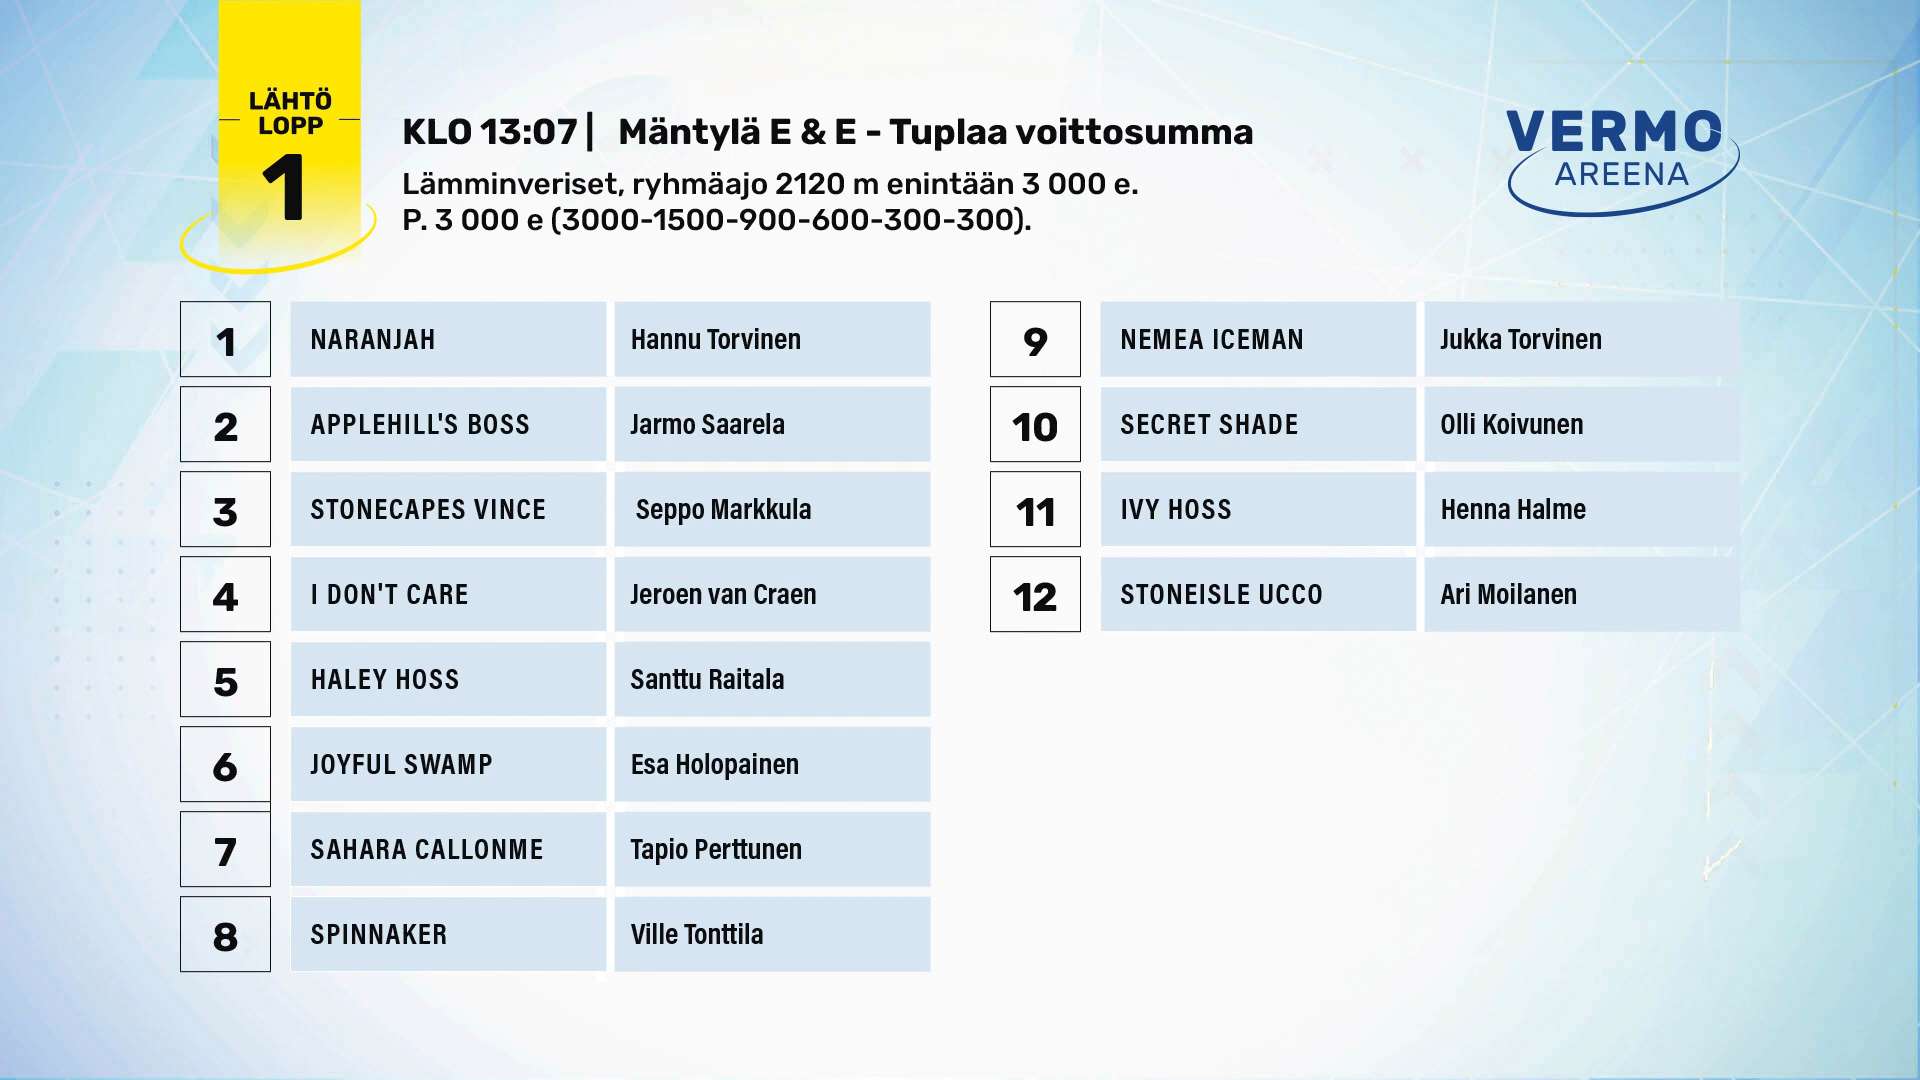 LÄHTÖ
LOPP
1
KLO 13:07 | Mäntylä E & E - Tuplaa voittosumma
Lämminveriset, ryhmäajo 2120 m enintään 3 000 e.
P. 3 000 e (3000-1500-900-600-300-300).
VERMO
AREENA
1 NARANJAH Hannu Torvinen
2 APPLEHILL'S BOSS Jarmo Saarela
3 STONECAPES VINCE Seppo Markkula
4 I DON'T CARE Jeroen van Craen
5 HALEY HOSS Santtu Raitala
6 JOYFUL SWAMP Esa Holopainen
7 SAHARA CALLONME Tapio Perttunen
8 SPINNAKER Ville Tonttila
9 NEMEA ICEMAN Jukka Torvinen
10 SECRET SHADE Olli Koivunen
11 IVY HOSS Henna Halme
12 STONEISLE UCCO Ari Moilanen